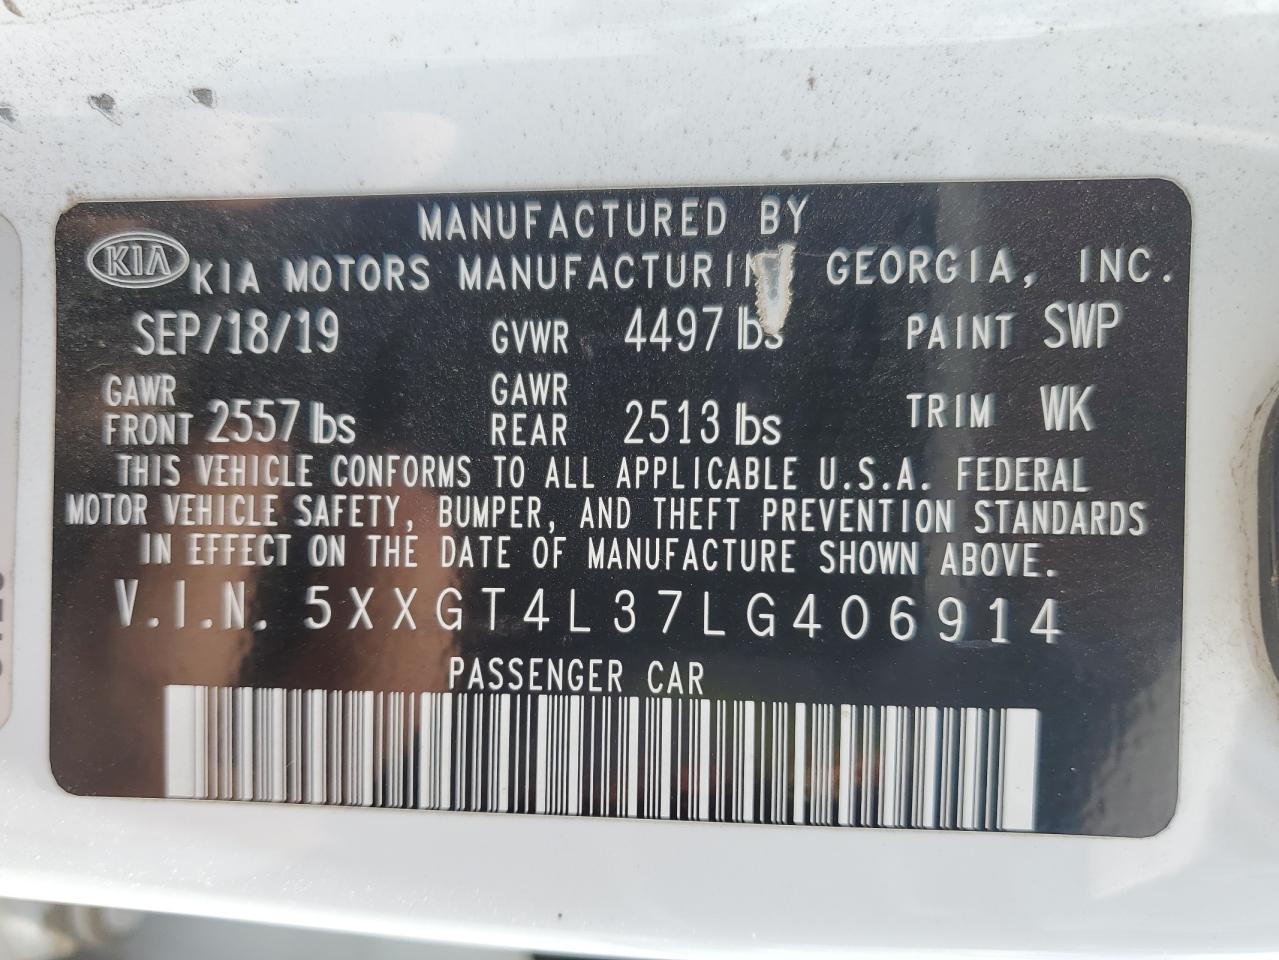 MANUFACTURED BY
KIA
KIA MOTORS MANUFACTURING GEORGIA, INC.
SEP/18/19 GVWR 4497 lbs PAINT SWP
GAWR FRONT 2557 lbs GAWR REAR 2513 lbs TRIM WK
THIS VEHICLE CONFORMS TO ALL APPLICABLE U.S.A. FEDERAL
MOTOR VEHICLE SAFETY, BUMPER, AND THEFT PREVENTION STANDARDS
IN EFFECT ON THE DATE OF MANUFACTURE SHOWN ABOVE.
V.I.N. 5XXGT4L37LG406914
PASSENGER CAR